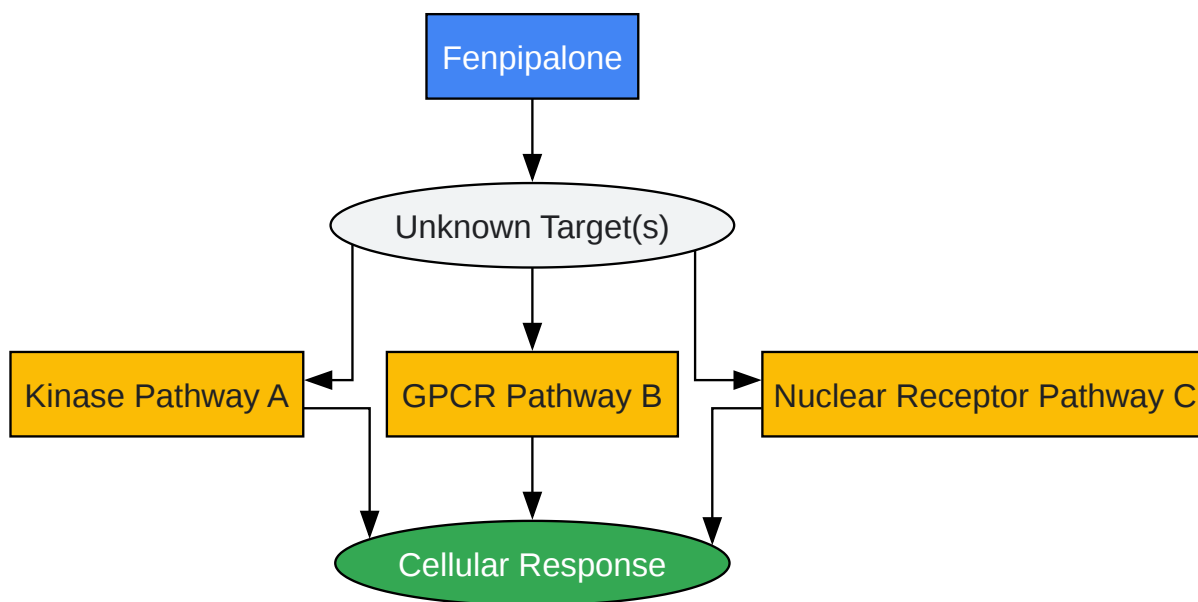 Fenpipalone
Unknown Target(s)
Kinase Pathway A
GPCR Pathway B
Nuclear Receptor Pathway C
Cellular Response